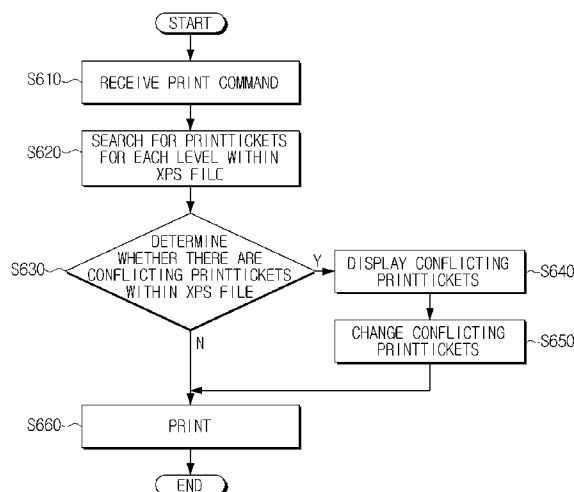 START
S610
RECEIVE PRINT COMMAND
S620
SEARCH FOR PRINTTICKETS
FOR EACH LEVEL WITHIN
XPS FILE
S630
DETERMINE
WHETHER THERE ARE
CONFLICTING PRINTTICKETS
WITHIN XPS FILE
Y
N
DISPLAY CONFLICTING
PRINTTICKETS
S640
CHANGE CONFLICTING
PRINTTICKETS
S650
S660
PRINT
END